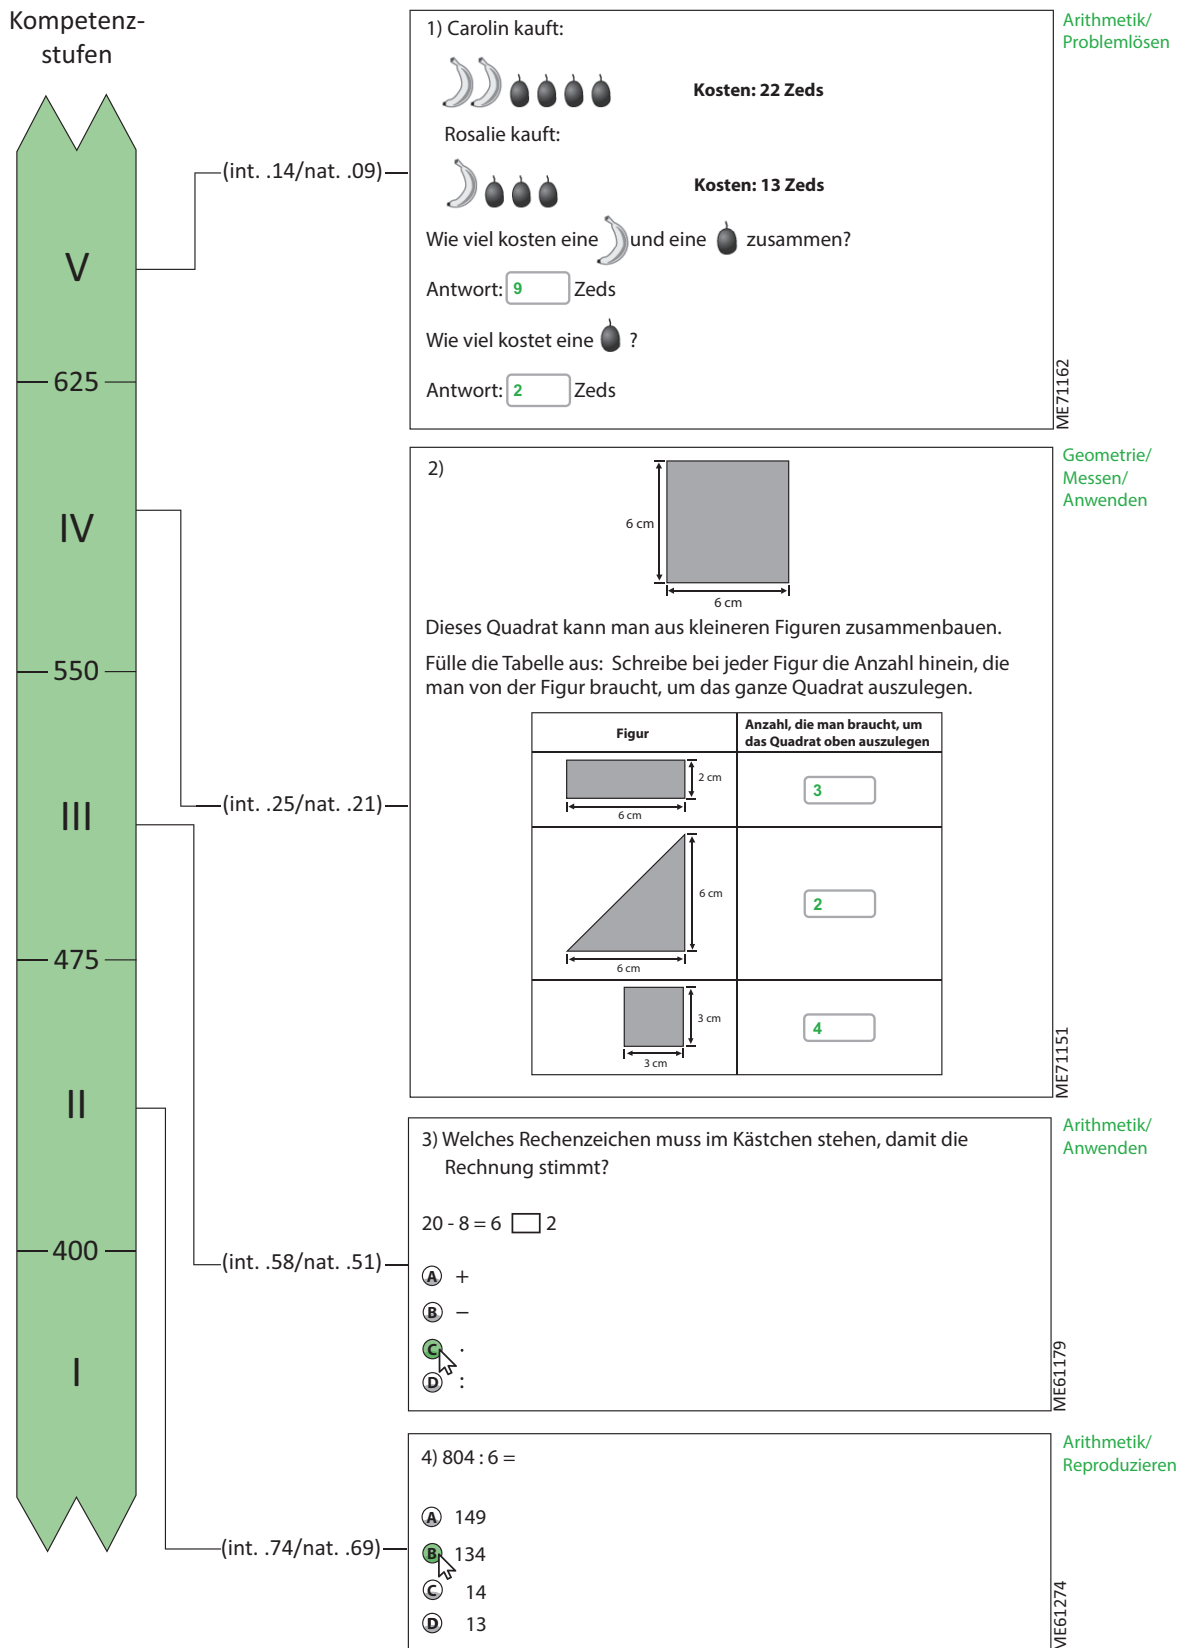 Kompetenz-
stufen
V
625
IV
550
III
475
II
400
I
(int. .14/nat. .09)
(int. .25/nat. .21)
(int. .58/nat. .51)
(int. .74/nat. .69)
1) Carolin kauft:
Kosten: 22 Zeds
Rosalie kauft:
Kosten: 13 Zeds
Wie viel kosten eine und eine zusammen?
Antwort: 9 Zeds
Wie viel kostet eine ?
Antwort: 2 Zeds
ME71162
Arithmetik/
Problemlösen
2)
6 cm
6 cm
Dieses Quadrat kann man aus kleineren Figuren zusammenbauen.
Fülle die Tabelle aus: Schreibe bei jeder Figur die Anzahl hinein, die
man von der Figur braucht, um das ganze Quadrat auszulegen.
Figur
Anzahl, die man braucht, um
das Quadrat oben auszulegen
2 cm
6 cm
3
6 cm
6 cm
2
3 cm
3 cm
4
ME71151
Geometrie/
Messen/
Anwenden
3) Welches Rechenzeichen muss im Kästchen stehen, damit die
Rechnung stimmt?
20 - 8 = 6 □ 2
A +
B −
C ·
D :
ME61179
Arithmetik/
Anwenden
4) 804 : 6 =
A 149
B 134
C 14
D 13
ME61274
Arithmetik/
Reproduzieren